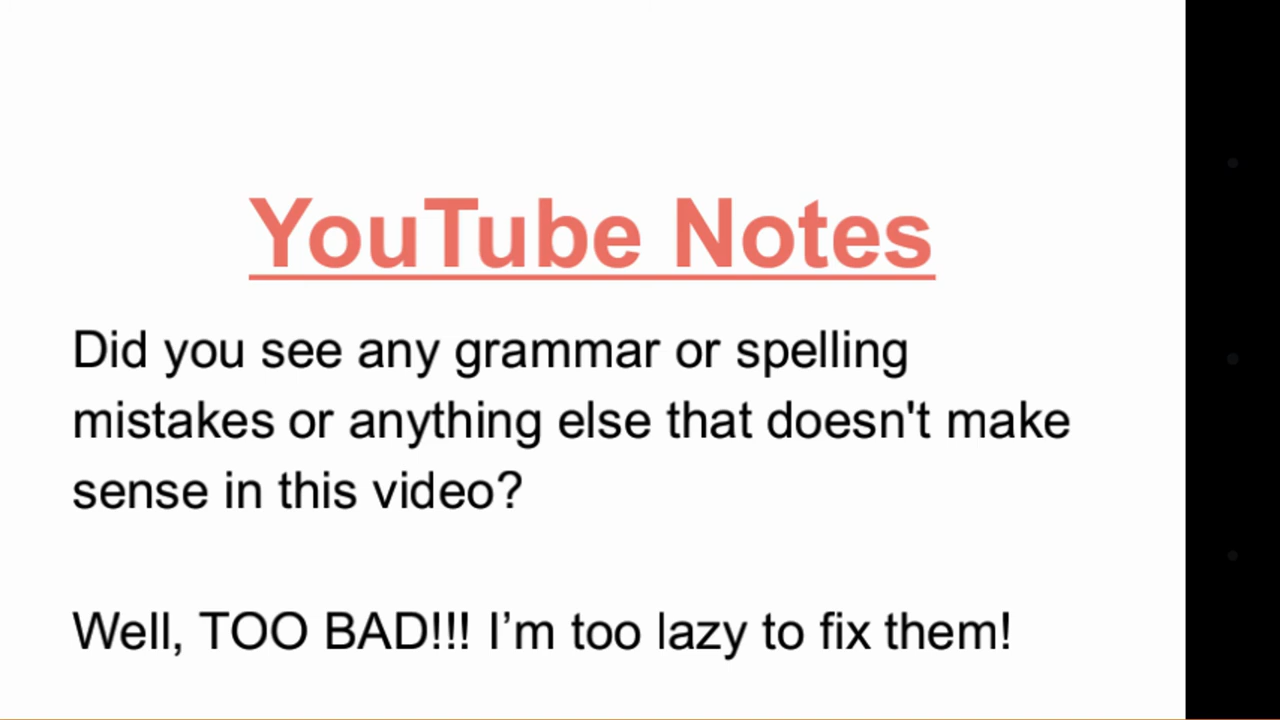 YouTube Notes
Did you see any grammar or spelling
mistakes or anything else that doesn't make
sense in this video?
Well, TOO BAD!!! I’m too lazy to fix them!